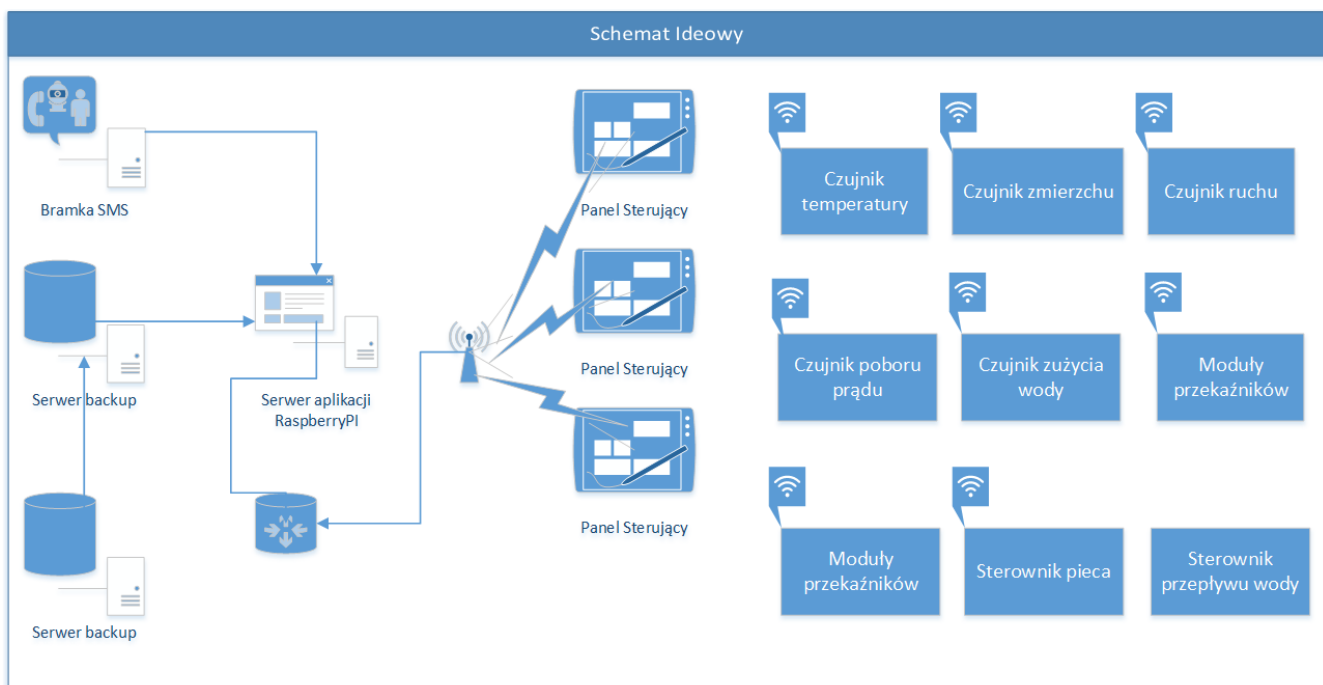 Schemat Ideowy
Bramka SMS
Panel Sterujący
Czujnik
temperatury
Czujnik zmierzchu
Czujnik ruchu
Serwer backup
Serwer aplikacji
RaspberryPI
Panel Sterujący
Czujnik poboru
prądu
Czujnik zużycia
wody
Moduły
przekaźników
Serwer backup
Panel Sterujący
Moduły
przekaźników
Sterownik pieca
Sterownik
przepływu wody